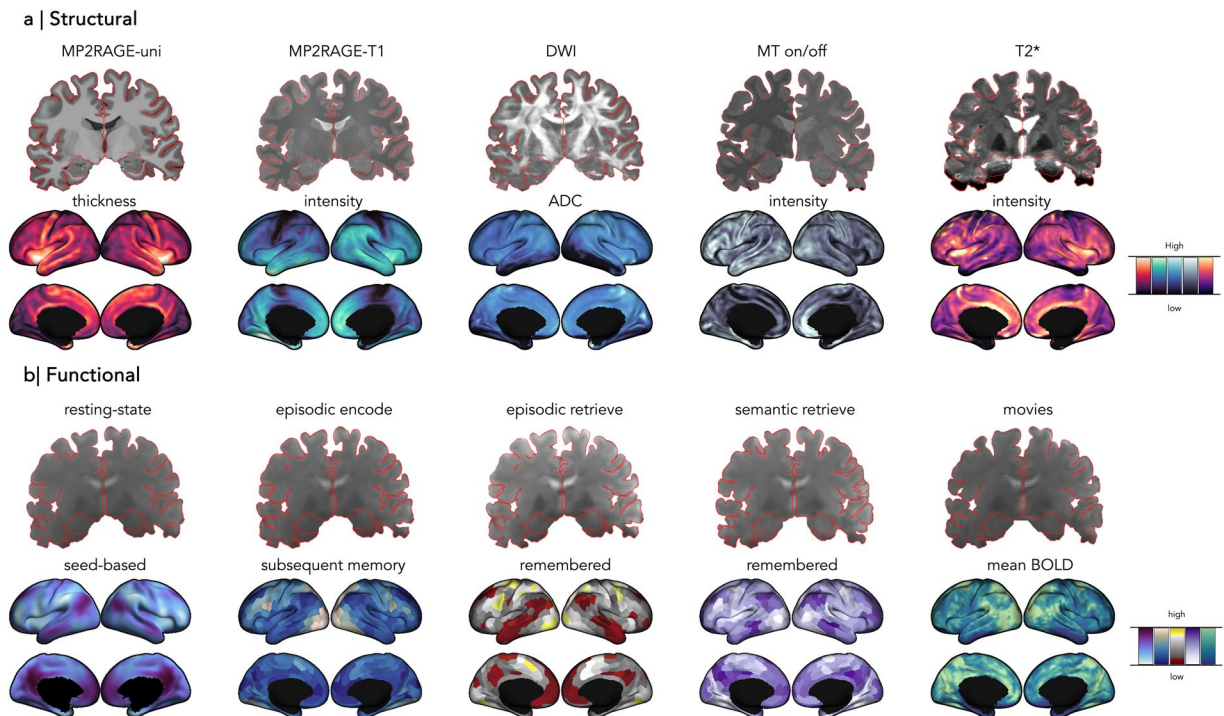 a | Structural
MP2RAGE-uni
MP2RAGE-T1
DWI
MT on/off
T2*
thickness
intensity
ADC
intensity
intensity
High
low
b| Functional
resting-state
episodic encode
episodic retrieve
semantic retrieve
movies
seed-based
subsequent memory
remembered
remembered
mean BOLD
high
low